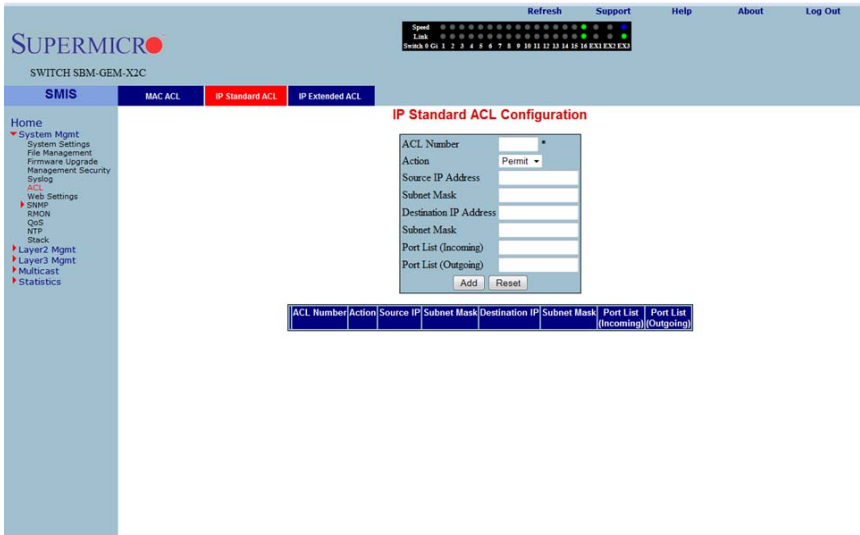 Refresh Support Help About Log Out
Speed
Link
Switch 0 Gi 1 2 3 4 5 6 7 8 9 10 11 12 13 14 15 16 EX1 EX2 EX3
SUPERMICRO
SWITCH SBM-GEM-X2C
SMIS
MAC ACL IP Standard ACL IP Extended ACL
Home
System Mgmt
System Settings
File Management
Firmware Upgrade
Management Security
Syslog
ACL
Web Settings
SNMP
RMON
QoS
NTP
Stack
Layer2 Mgmt
Layer3 Mgmt
Multicast
Statistics
IP Standard ACL Configuration
ACL Number *
Action Permit
Source IP Address
Subnet Mask
Destination IP Address
Subnet Mask
Port List (Incoming)
Port List (Outgoing)
Add Reset
ACL Number Action Source IP Subnet Mask Destination IP Subnet Mask Port List (Incoming) Port List (Outgoing)